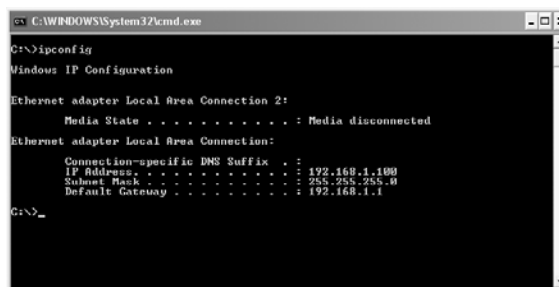 C:\WINDOWS\System32\cmd.exe
C:\>ipconfig
Windows IP Configuration
Ethernet adapter Local Area Connection 2:
Media State . . . . . . . . . . . : Media disconnected
Ethernet adapter Local Area Connection:
Connection-specific DNS Suffix . :
IP Address. . . . . . . . . . . . : 192.168.1.100
Subnet Mask . . . . . . . . . . . : 255.255.255.0
Default Gateway . . . . . . . . . : 192.168.1.1
C:\>_